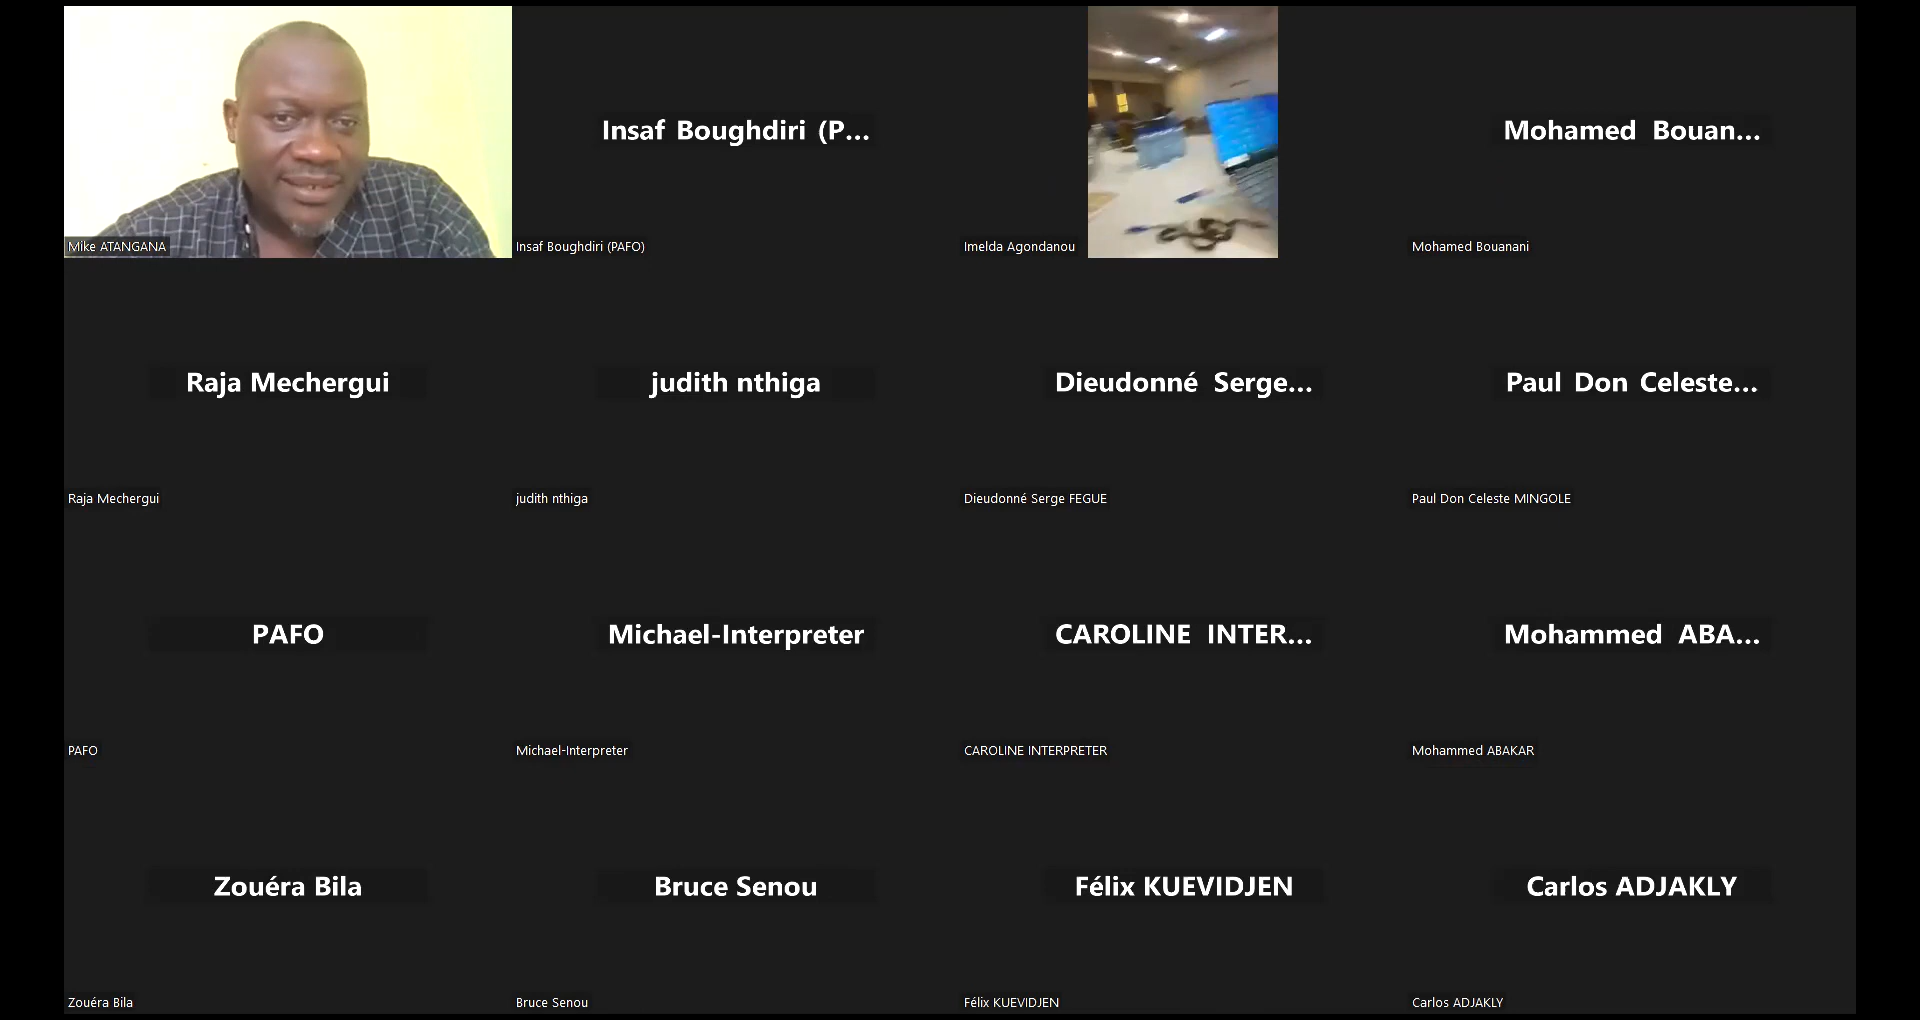 Mike ATANGANA
Insaf Boughdiri (P...
Insaf Boughdiri (PAFO)
Imelda Agondanou
Mohamed Bouan...
Mohamed Bouanani
Raja Mechergui
Raja Mechergui
judith nthiga
judith nthiga
Dieudonné Serge...
Dieudonné Serge FEGUE
Paul Don Celeste...
Paul Don Celeste MINGOLE
PAFO
PAFO
Michael-Interpreter
Michael-Interpreter
CAROLINE INTER...
CAROLINE INTERPRETER
Mohammed ABA...
Mohammed ABAKAR
Zouéra Bila
Zouéra Bila
Bruce Senou
Bruce Senou
Félix KUEVIDJEN
Félix KUEVIDJEN
Carlos ADJAKLY
Carlos ADJAKLY